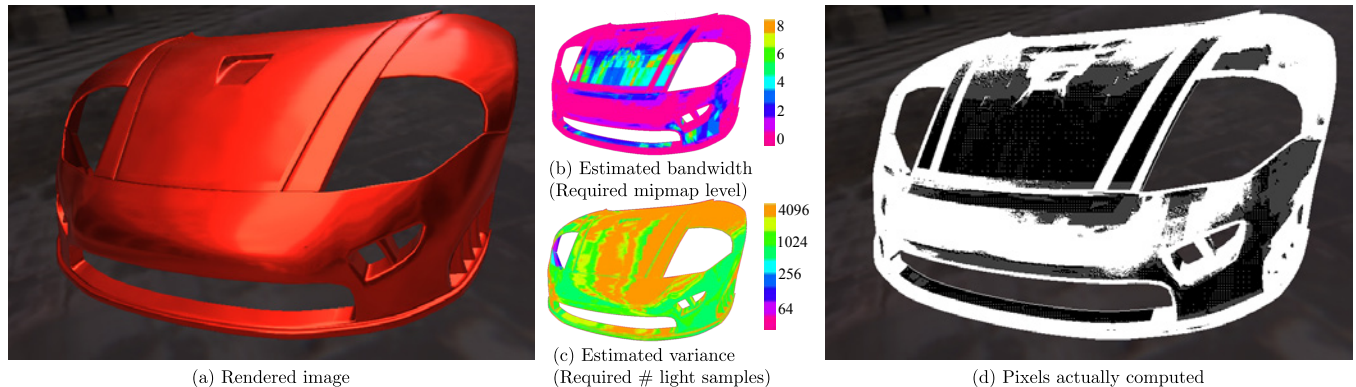 8
6
4
2
0
(b) Estimated bandwidth
(Required mipmap level)
4096
1024
256
64
(c) Estimated variance
(Required # light samples)
(a) Rendered image
(d) Pixels actually computed